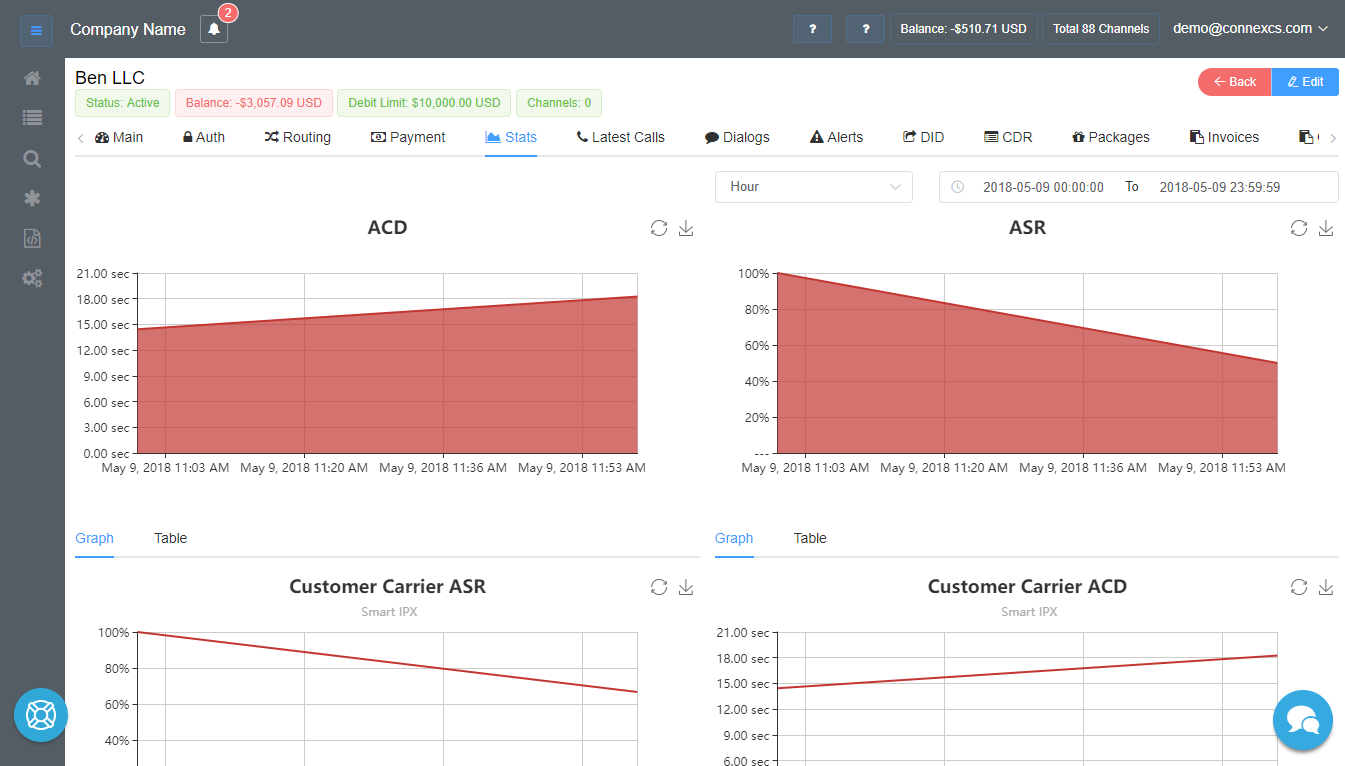 Company Name 2 ? ? Balance: -$510.71 USD Total 88 Channels demo@connexcs.com
Ben LLC
Back Edit
Status: Active Balance: -$3,057.09 USD Debit Limit: $10,000.00 USD Channels: 0
Main Auth Routing Payment Stats Latest Calls Dialogs Alerts DID CDR Packages Invoices
Hour 2018-05-09 00:00:00 To 2018-05-09 23:59:59
ACD
21.00 sec
18.00 sec
15.00 sec
12.00 sec
9.00 sec
6.00 sec
3.00 sec
0.00 sec
May 9, 2018 11:03 AM May 9, 2018 11:20 AM May 9, 2018 11:36 AM May 9, 2018 11:53 AM
ASR
100%
80%
60%
40%
20%
---
May 9, 2018 11:03 AM May 9, 2018 11:20 AM May 9, 2018 11:36 AM May 9, 2018 11:53 AM
Graph Table
Customer Carrier ASR
Smart IPX
100%
80%
60%
40%
Graph Table
Customer Carrier ACD
Smart IPX
21.00 sec
18.00 sec
15.00 sec
12.00 sec
9.00 sec
6.00 sec